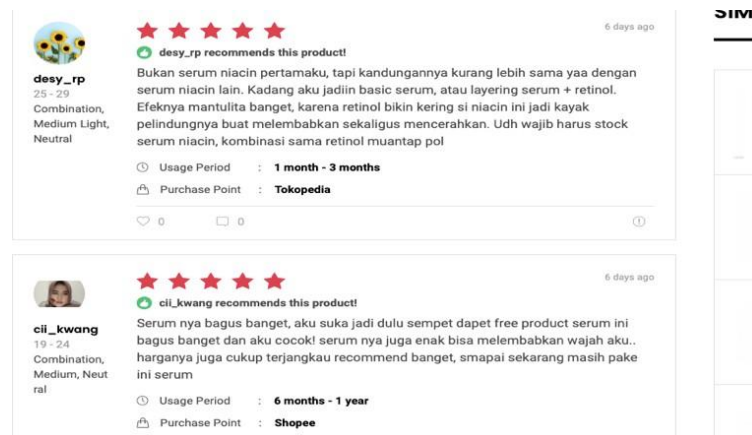 SIM
6 days ago
desy_rp recommends this product!
desy_rp
25 - 29
Combination,
Medium Light,
Neutral
Bukan serum niacin pertamaku, tapi kandungannya kurang lebih sama yaa dengan
serum niacin lain. Kadang aku jadiin basic serum, atau layering serum + retinol.
Efeknya mantulita banget, karena retinol bikin kering si niacin ini jadi kayak
pelindungnya buat melembabkan sekaligus mencerahkan. Udh wajib harus stock
serum niacin, kombinasi sama retinol muantap pol
Usage Period : 1 month - 3 months
Purchase Point : Tokopedia
0 0
6 days ago
cii_kwang recommends this product!
cii_kwang
19 - 24
Combination,
Medium, Neut
ral
Serum nya bagus banget, aku suka jadi dulu sempet dapet free product serum ini
bagus banget dan aku cocok! serum nya juga enak bisa melembabkan wajah aku..
harganya juga cukup terjangkau recommend banget, smapai sekarang masih pake
ini serum
Usage Period : 6 months - 1 year
Purchase Point : Shopee